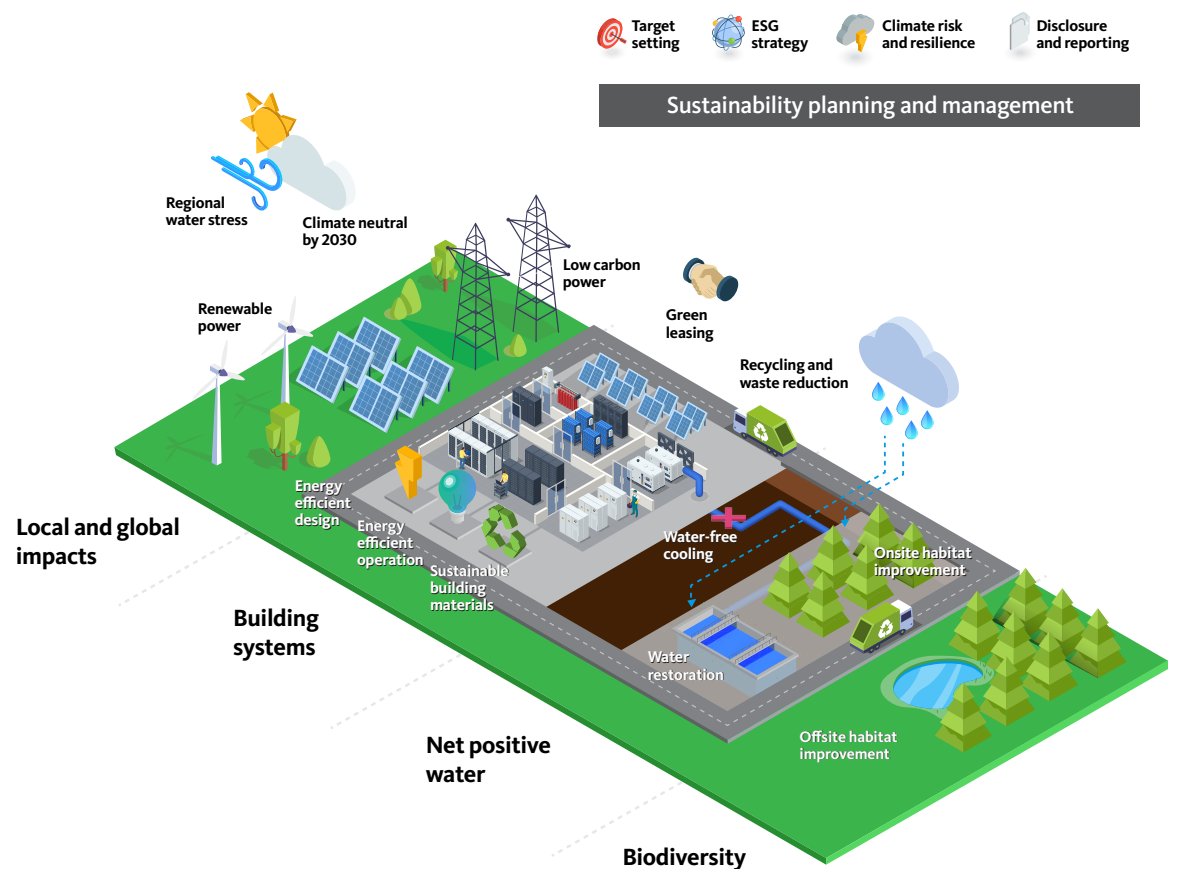 Target
setting
ESG
strategy
Climate risk
and resilience
Disclosure
and reporting
Sustainability planning and management
Regional
water stress
Climate neutral
by 2030
Low carbon
power
Renewable
power
Green
leasing
Recycling and
waste reduction
Energy
efficient
design
Energy
efficient
operation
Sustainable
building
materials
Water-free
cooling
Onsite habitat
improvement
Water
restoration
Offsite habitat
improvement
Local and global
impacts
Building
systems
Net positive
water
Biodiversity